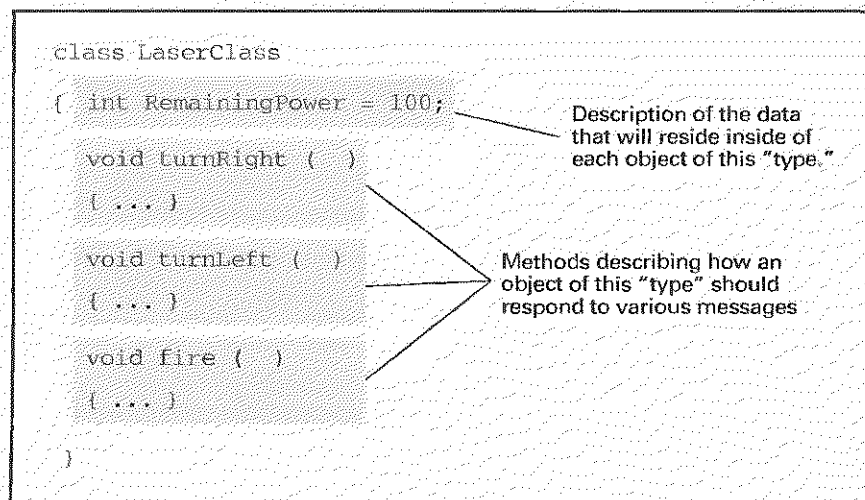 class LaserClass
{ int RemainingPower = 100;
Description of the data
that will reside inside of
each object of this "type."
void turnRight ( )
{ ... }
void turnLeft ( )
{ ... }
Methods describing how an
object of this "type" should
respond to various messages
void fire ( )
{ ... }
}